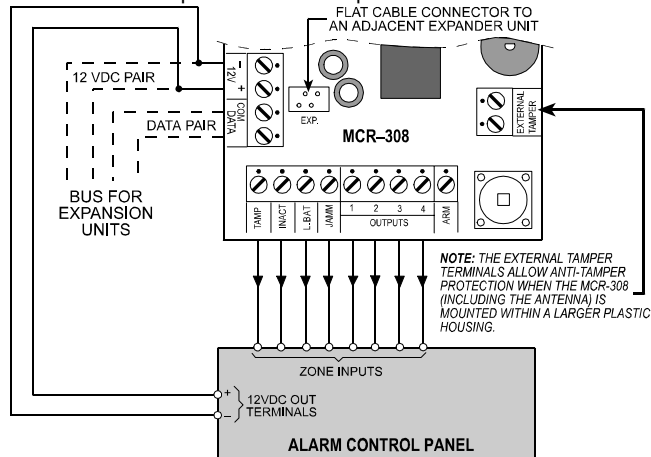 FLAT CABLE CONNECTOR TO
AN ADJACENT EXPANDER UNIT
12 VDC PAIR
DATA PAIR
BUS FOR
EXPANSION
UNITS
12V
- +
COM
DATA
EXP.
MCR–308
EXTERNAL
TAMPER
TAMP
INACT
L.BAT
JAMM
1 2 3 4
OUTPUTS
ARM
NOTE: THE EXTERNAL TAMPER
TERMINALS ALLOW ANTI-TAMPER
PROTECTION WHEN THE MCR-308
(INCLUDING THE ANTENNA) IS
MOUNTED WITHIN A LARGER PLASTIC
HOUSING.
ZONE INPUTS
+
–
12VDC OUT
TERMINALS
ALARM CONTROL PANEL